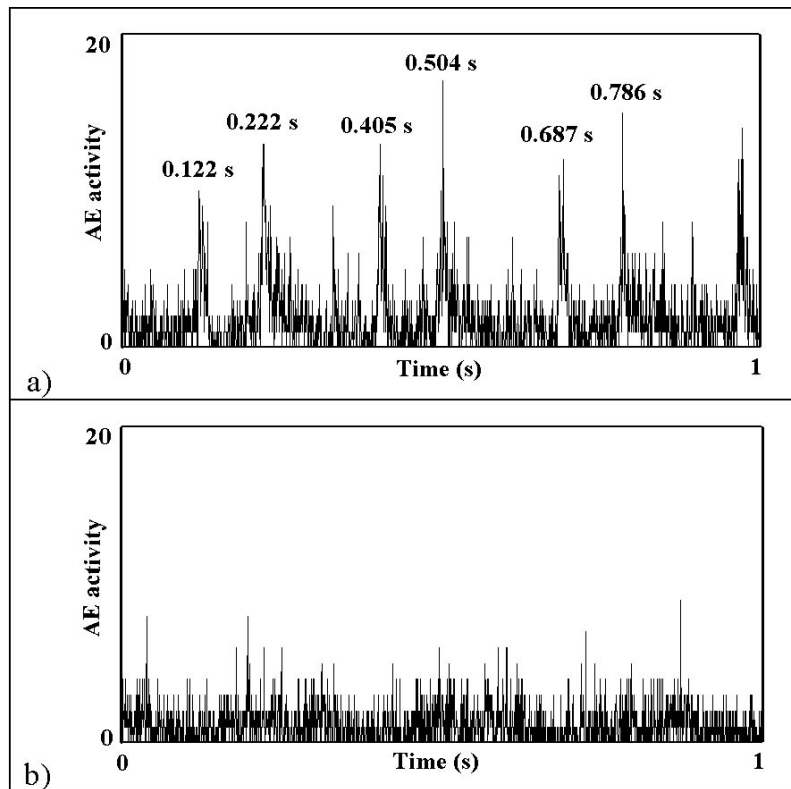 20
0.504 s
0.786 s
0.222 s
0.405 s
0.687 s
0.122 s
AE activity
0
0
Time (s)
1
a)
20
AE activity
0
0
Time (s)
1
b)